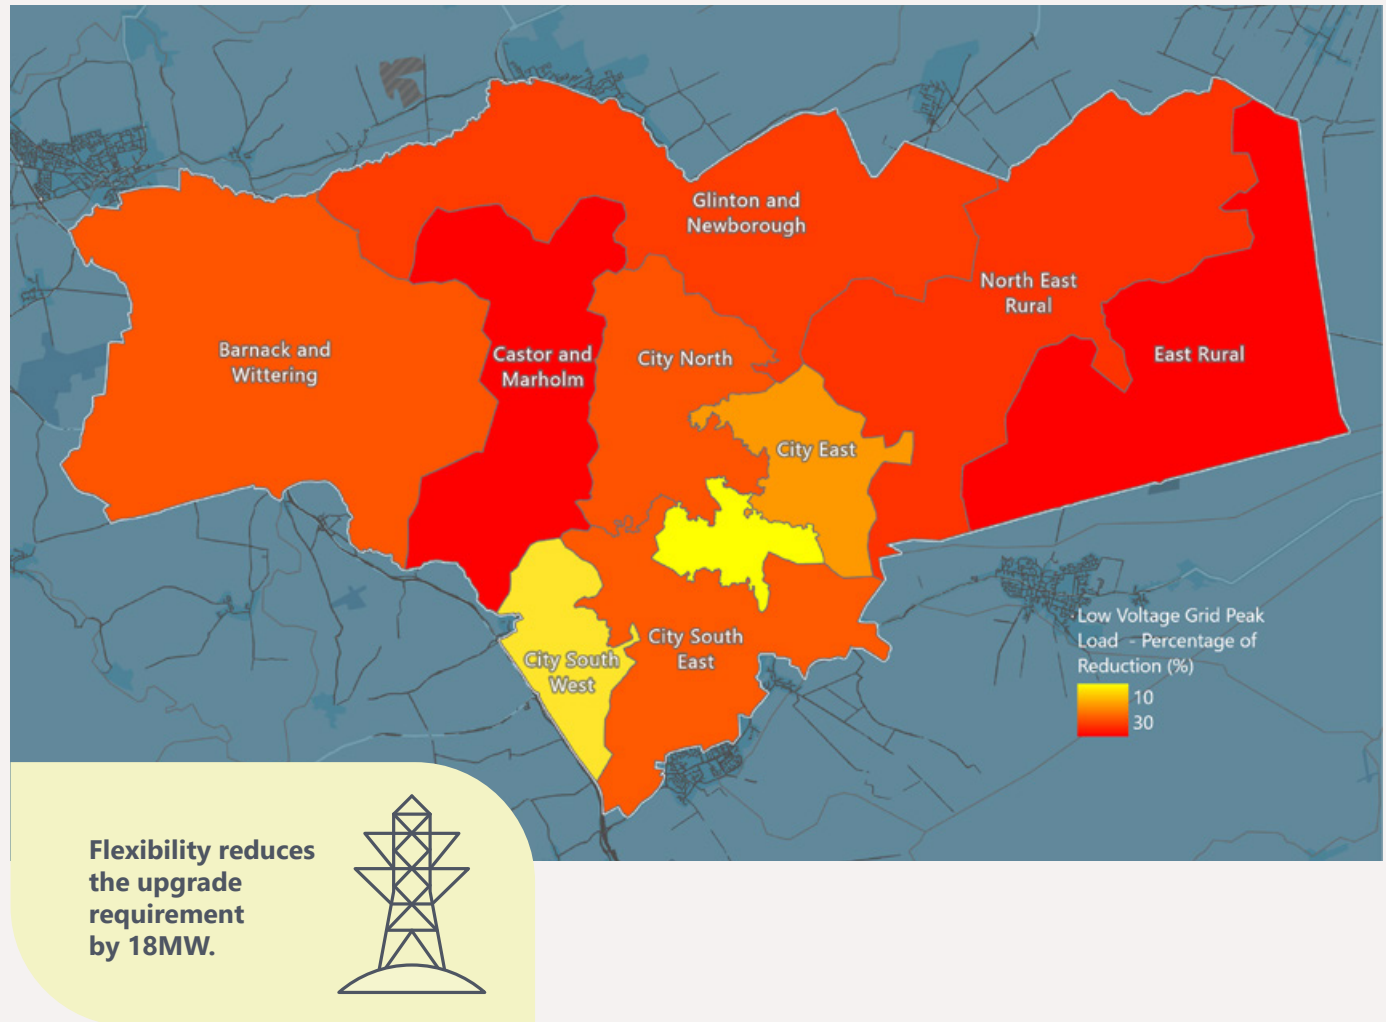 Glinton and
Newborough
North East
Rural
Barnack and
Wittering
Castor and
Marholm
City North
East Rural
City East
City South
East
City South
West
Low Voltage Grid Peak
Load - Percentage of
Reduction (%)
10
30
Flexibility reduces
the upgrade
requirement
by 18MW.